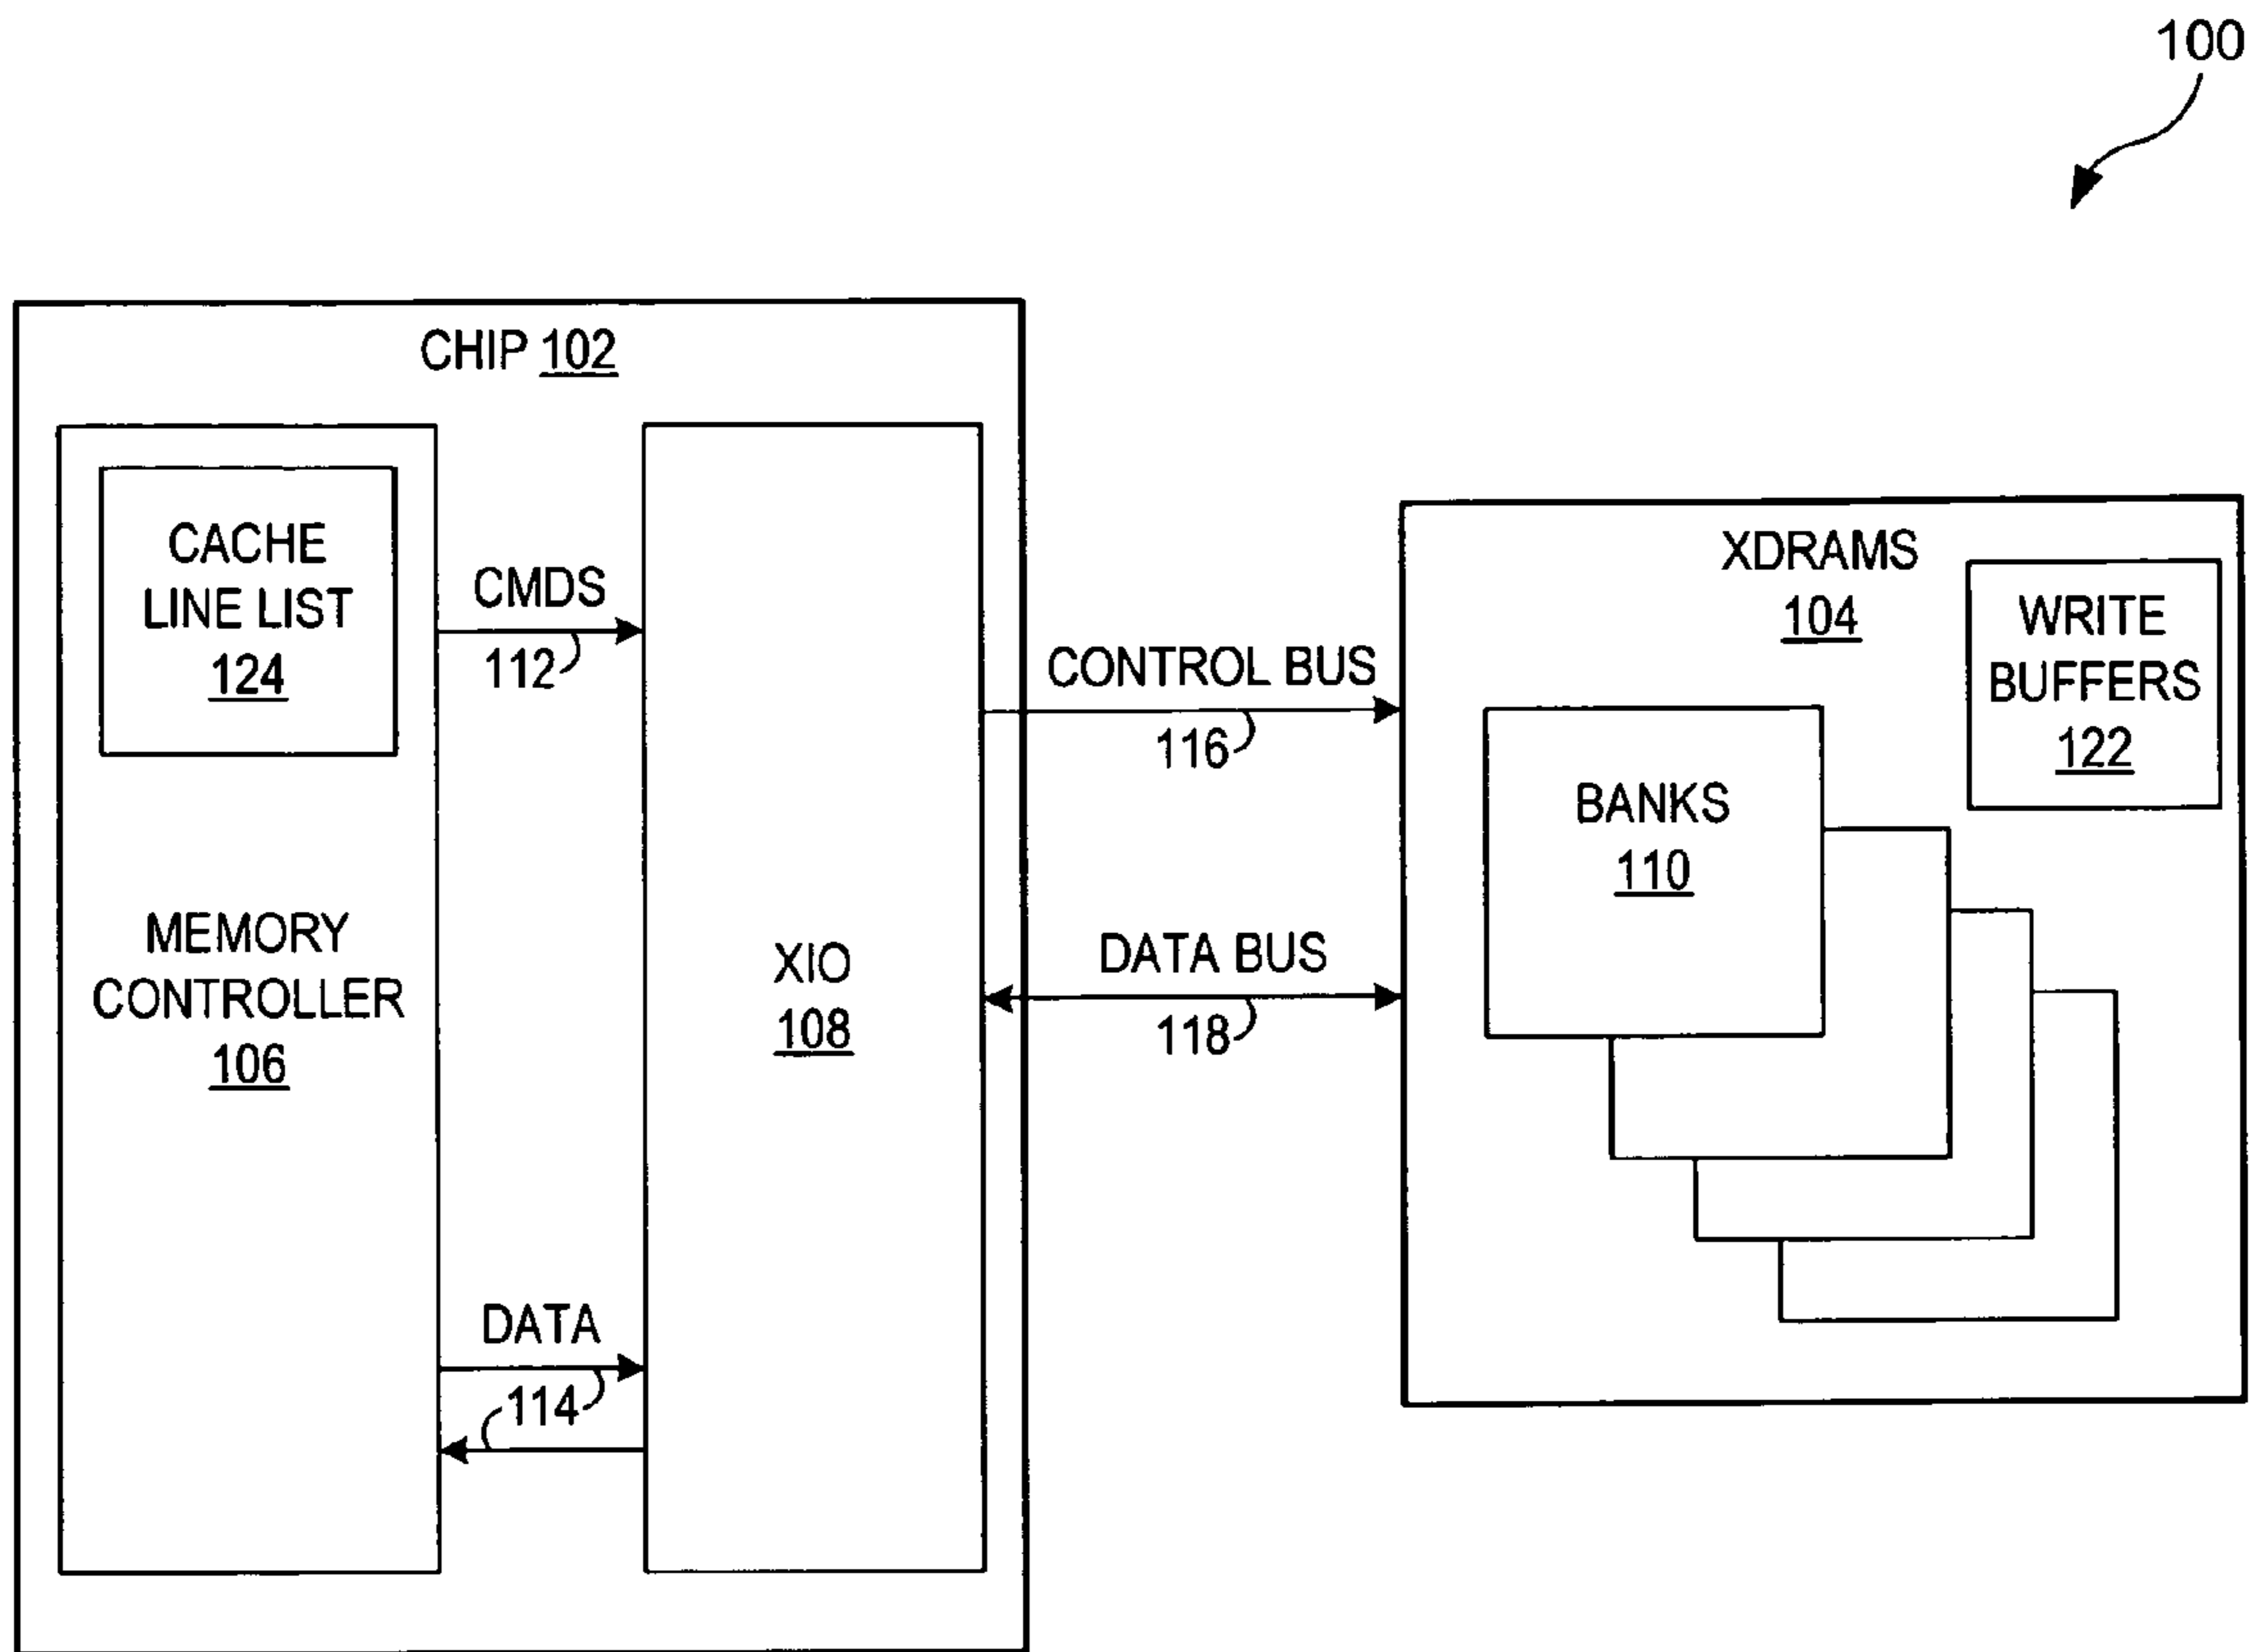 100
CHIP 102
CACHE
LINE LIST
124
MEMORY
CONTROLLER
106
CMDS
112
XIO
108
DATA
114
CONTROL BUS
116
DATA BUS
118
XDRAMS
104
WRITE
BUFFERS
122
BANKS
110